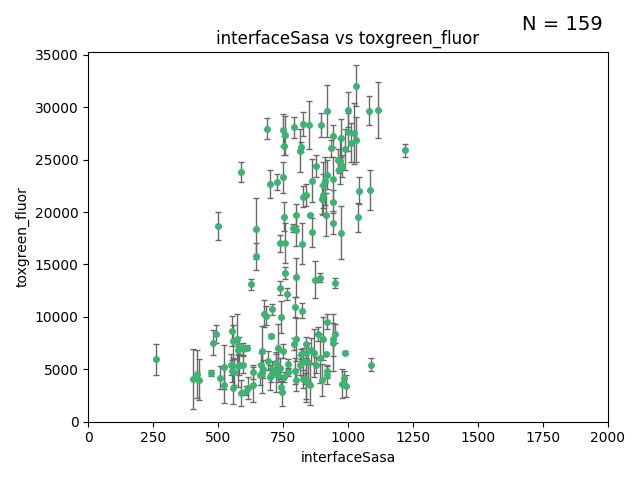 N = 159
interfaceSasa vs toxgreen_fluor
35000
30000
25000
20000
15000
10000
5000
0
toxgreen_fluor
0 250 500 750 1000 1250 1500 1750 2000
interfaceSasa